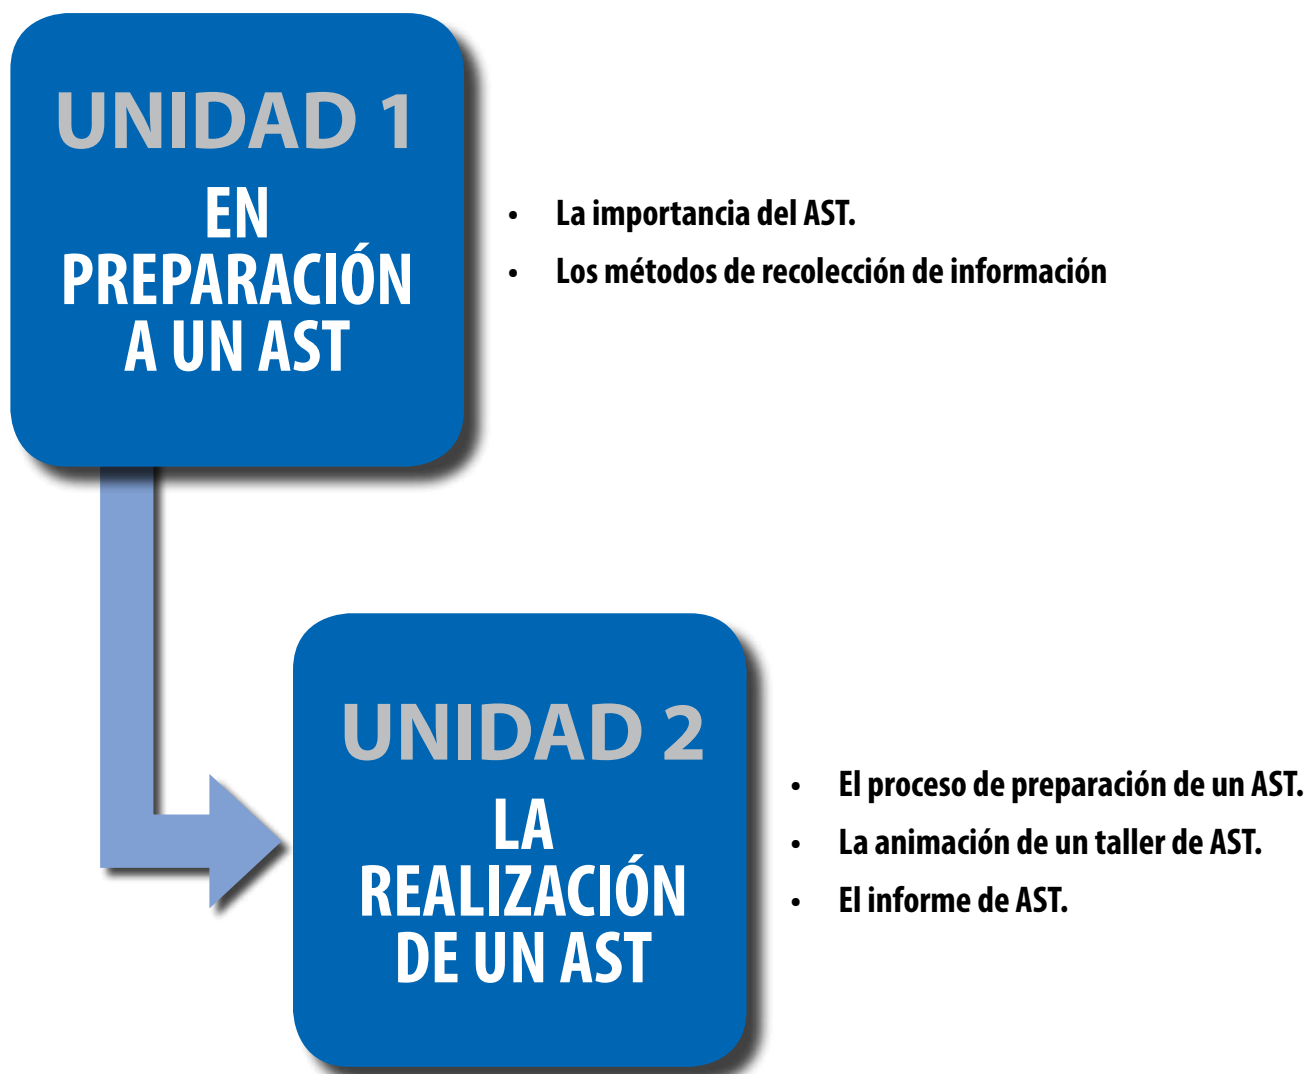 UNIDAD 1
EN
PREPARACIÓN
A UN AST
• La importancia del AST.
• Los métodos de recolección de información
UNIDAD 2
LA
REALIZACIÓN
DE UN AST
• El proceso de preparación de un AST.
• La animación de un taller de AST.
• El informe de AST.